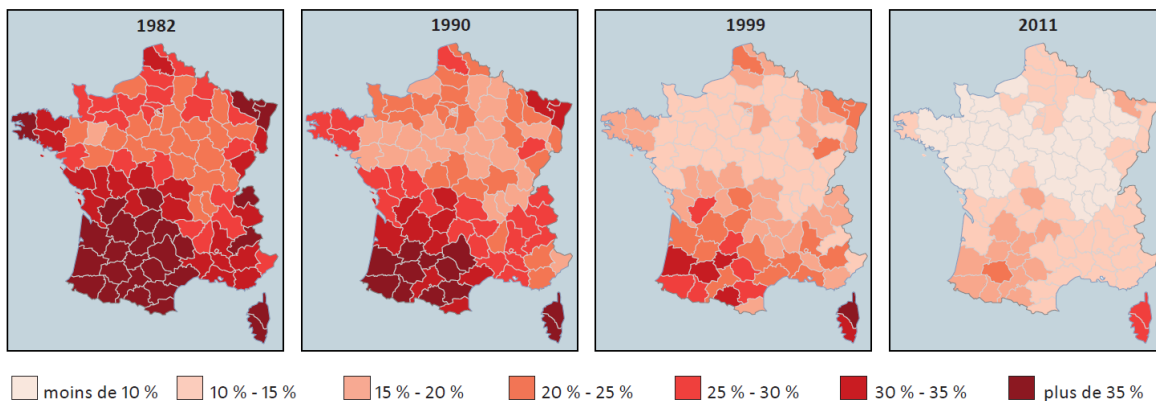 1982
1990
1999
2011
moins de 10 %
10 % - 15 %
15 % - 20 %
20 % - 25 %
25 % - 30 %
30 % - 35 %
plus de 35 %